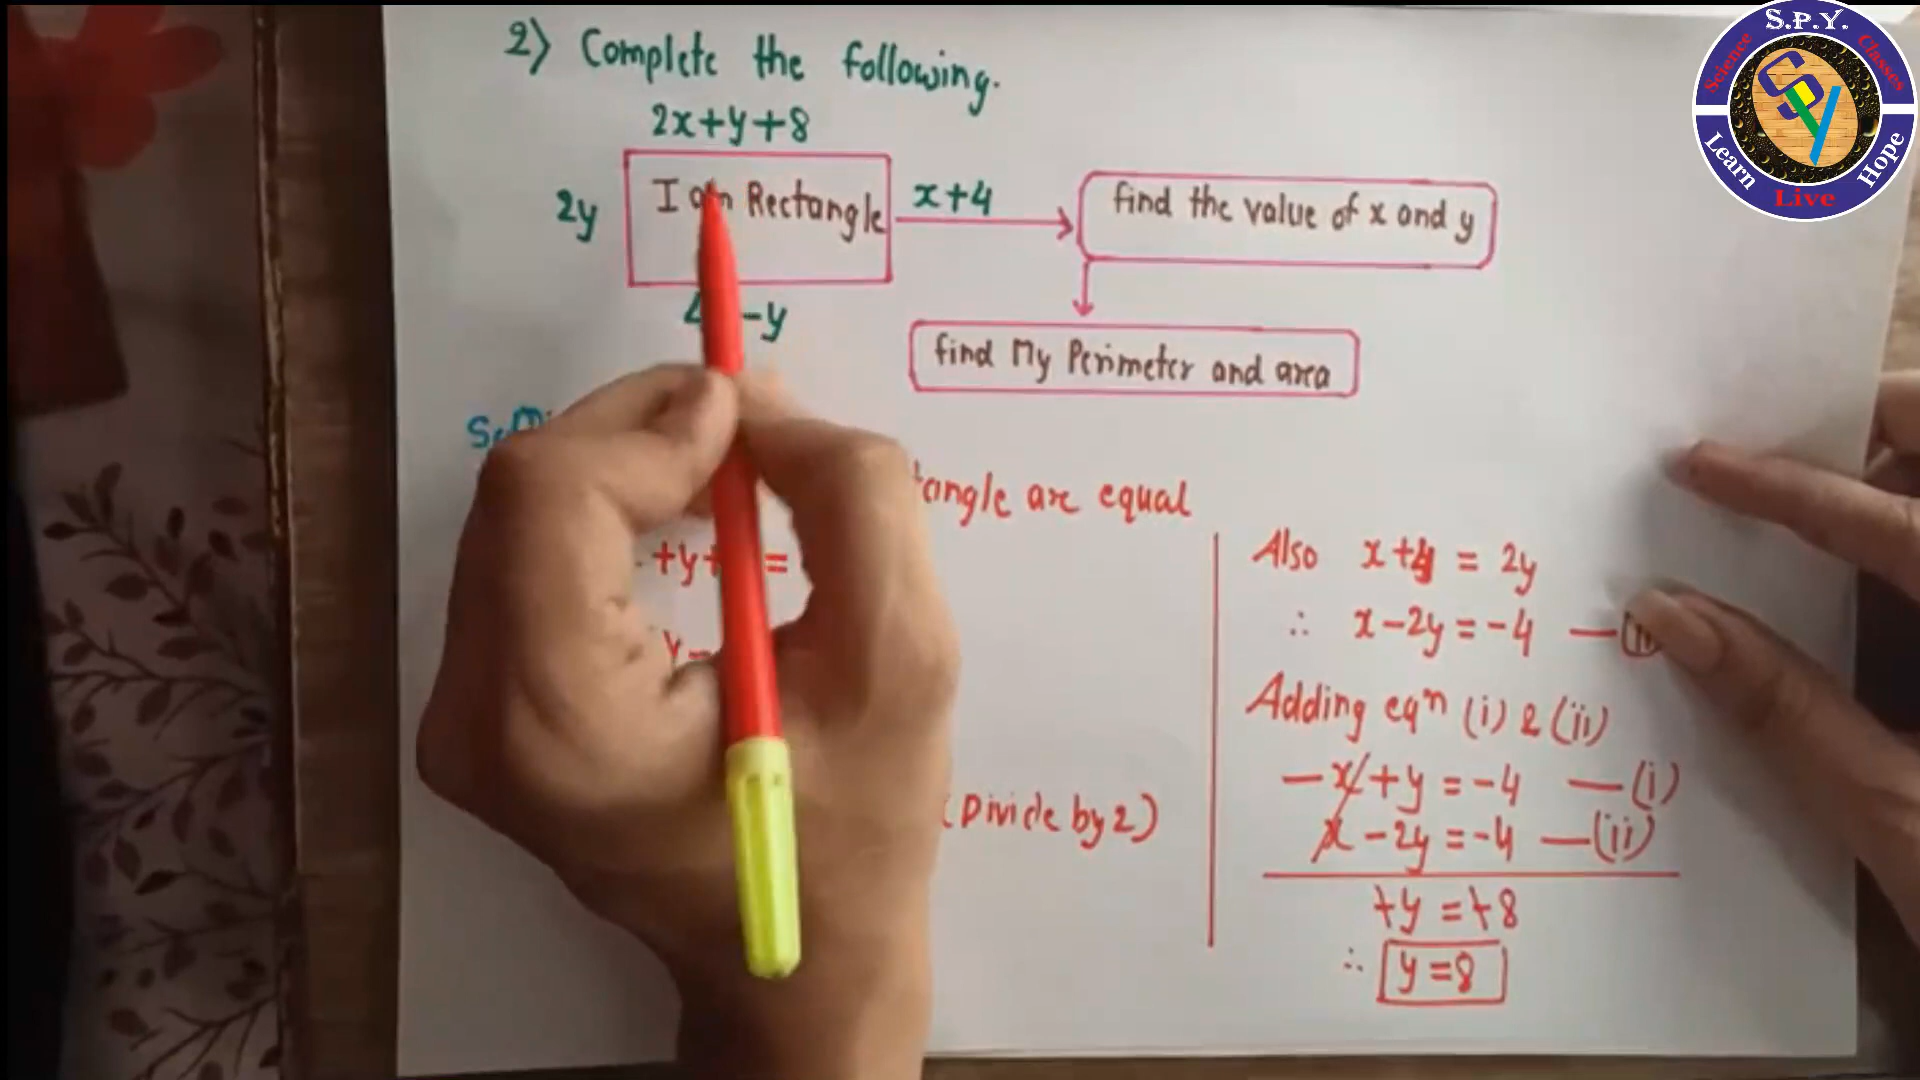 2) Complete the following.
2x+y+8
2y
I am Rectangle
x+4
find the value of x and y
-y
find My Perimeter and area
tangle are equal
+y+ =
(Divide by 2)
Also x+4 = 2y
∴ x-2y = -4 —(ii)
Adding eqⁿ (i) & (ii)
-x+y = -4 —(i)
x-2y = -4 —(ii)
+y = +8
∴ y=8
S.P.Y.
Science
Classes
SPY
Learn
Live
Hope